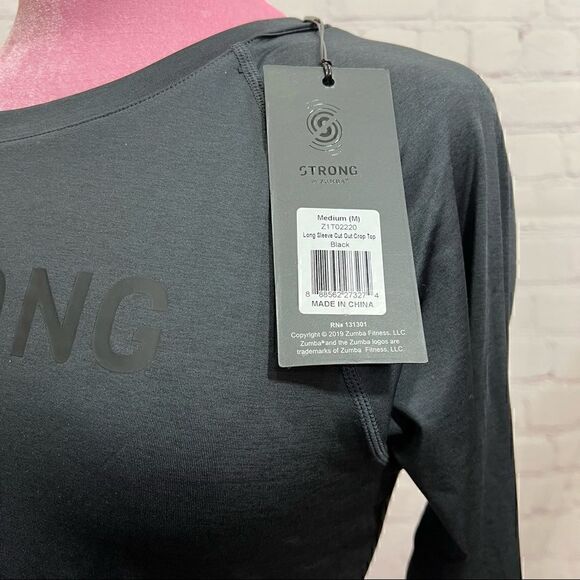 STRONG
BY ZUMBA®
Medium (M)
Z1T02220
Long Sleeve Cut Out Crop Top
Black
8 88562 27327 4
MADE IN CHINA
RN# 131301
Copyright © 2019 Zumba Fitness, LLC
Zumba® and the Zumba logos are
trademarks of Zumba Fitness, LLC.
ONG